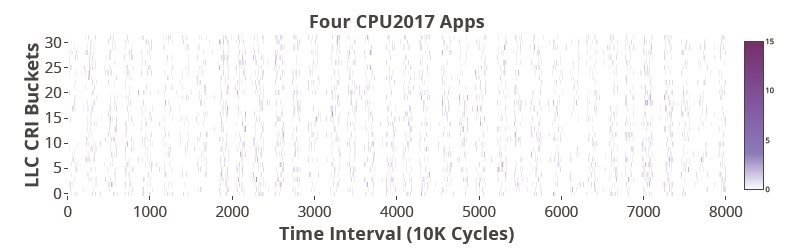 Four CPU2017 Apps
LLC CRI Buckets
30
25
20
15
10
5
0
0 1000 2000 3000 4000 5000 6000 7000 8000
Time Interval (10K Cycles)
15
10
5
0